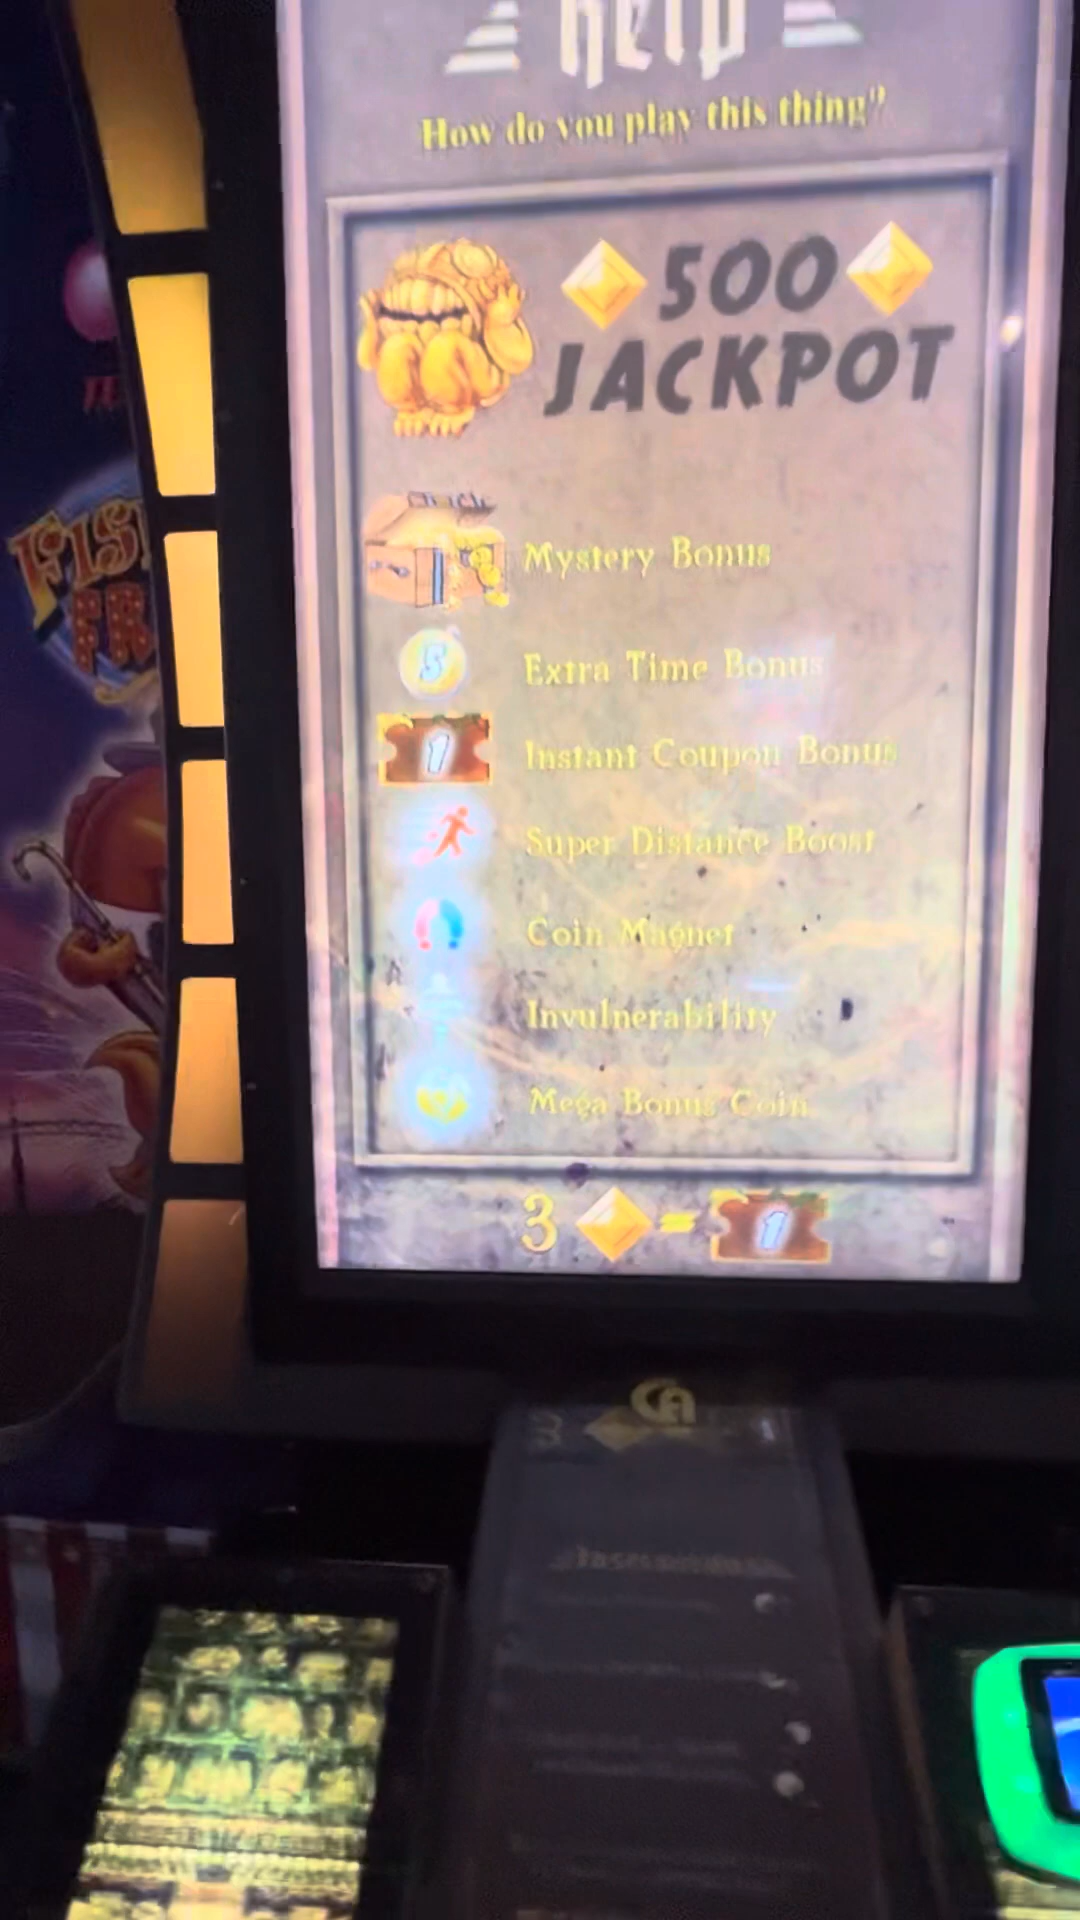 Help
How do you play this thing?
500
JACKPOT
Mystery Bonus
5
Extra Time Bonus
1
Instant Coupon Bonus
Super Distance Boost
Coin Magnet
Invulnerability
Mega Bonus Coin
3 = 1